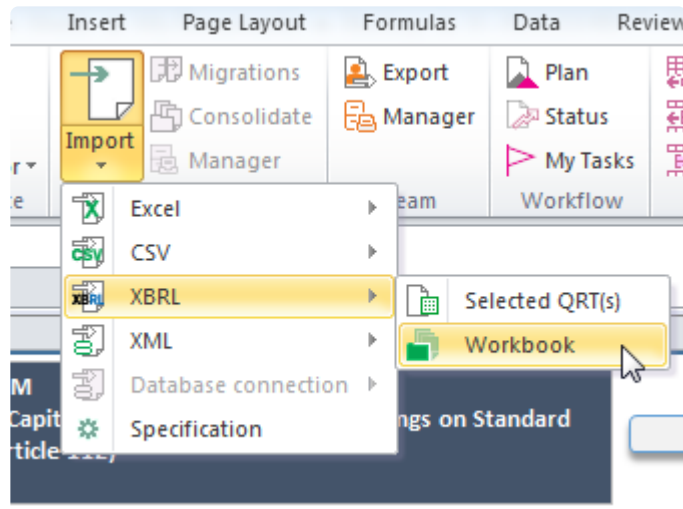 Insert Page Layout Formulas Data Review
Migrations Export Plan
Consolidate Manager Status
Import Manager My Tasks
Workflow
Excel
CSV
XBRL Selected QRT(s)
XML Workbook
Database connection
Specification
ngs on Standard